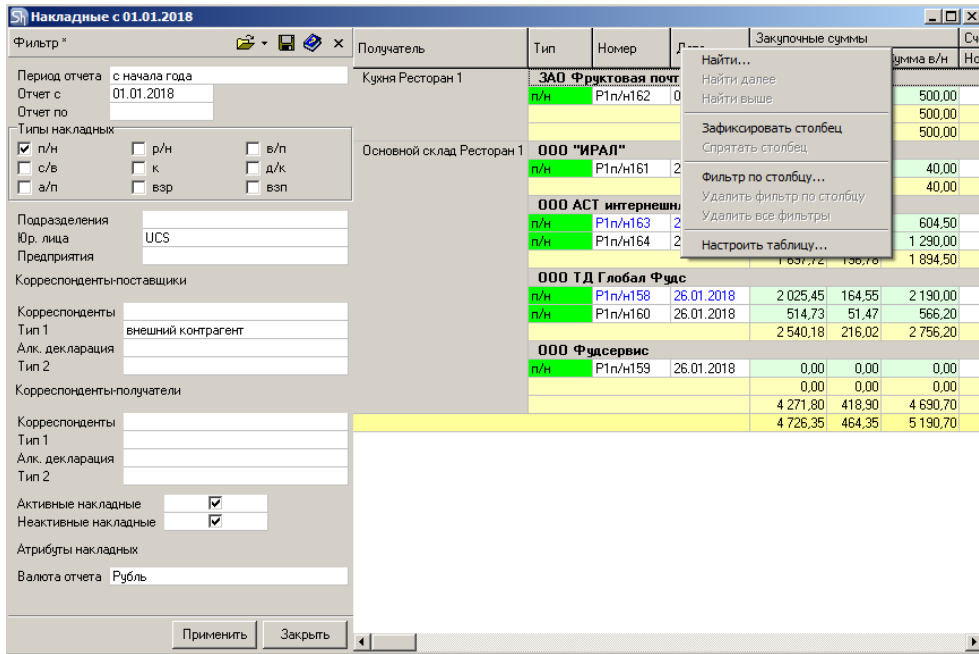 Sh Накладные с 01.01.2018
Фильтр *
Период отчета с начала года
Отчет с 01.01.2018
Отчет по
Типы накладных
п/н р/н в/п
с/в к д/к
а/п взр взп
Подразделения
Юр. лица UCS
Предприятия
Корреспонденты-поставщики
Корреспонденты
Тип 1 внешний контрагент
Алк. декларация
Тип 2
Корреспонденты-получатели
Корреспонденты
Тип 1
Алк. декларация
Тип 2
Активные накладные
Неактивные накладные
Атрибуты накладных
Валюта отчета Рубль
Применить Закрыть
Получатель Тип Номер Закупочные суммы
Кухня Ресторан 1
ЗАО Фруктовая почт
п/н Р1п/н162 500,00
500,00
500,00
Основной склад Ресторан 1 ООО "ИРАЛ"
п/н Р1п/н161 2 40,00
40,00
ООО АСТ
п/н Р1п/н163 2 604,50
п/н Р1п/н164 2 1 290,00
1 697,72 196,78 1 894,50
ООО ТД Глобал Фудс
п/н Р1п/н158 26.01.2018 2 025,45 164,55 2 190,00
п/н Р1п/н160 26.01.2018 514,73 51,47 566,20
2 540,18 216,02 2 756,20
ООО Фудсервис
п/н Р1п/н159 26.01.2018 0,00 0,00 0,00
0,00 0,00 0,00
4 271,80 418,90 4 690,70
4 726,35 464,35 5 190,70
Найти...
Найти далее
Найти выше
Зафиксировать столбец
Спрятать столбец
Фильтр по столбцу...
Удалить фильтр по столбцу
Удалить все фильтры
Настроить таблицу...